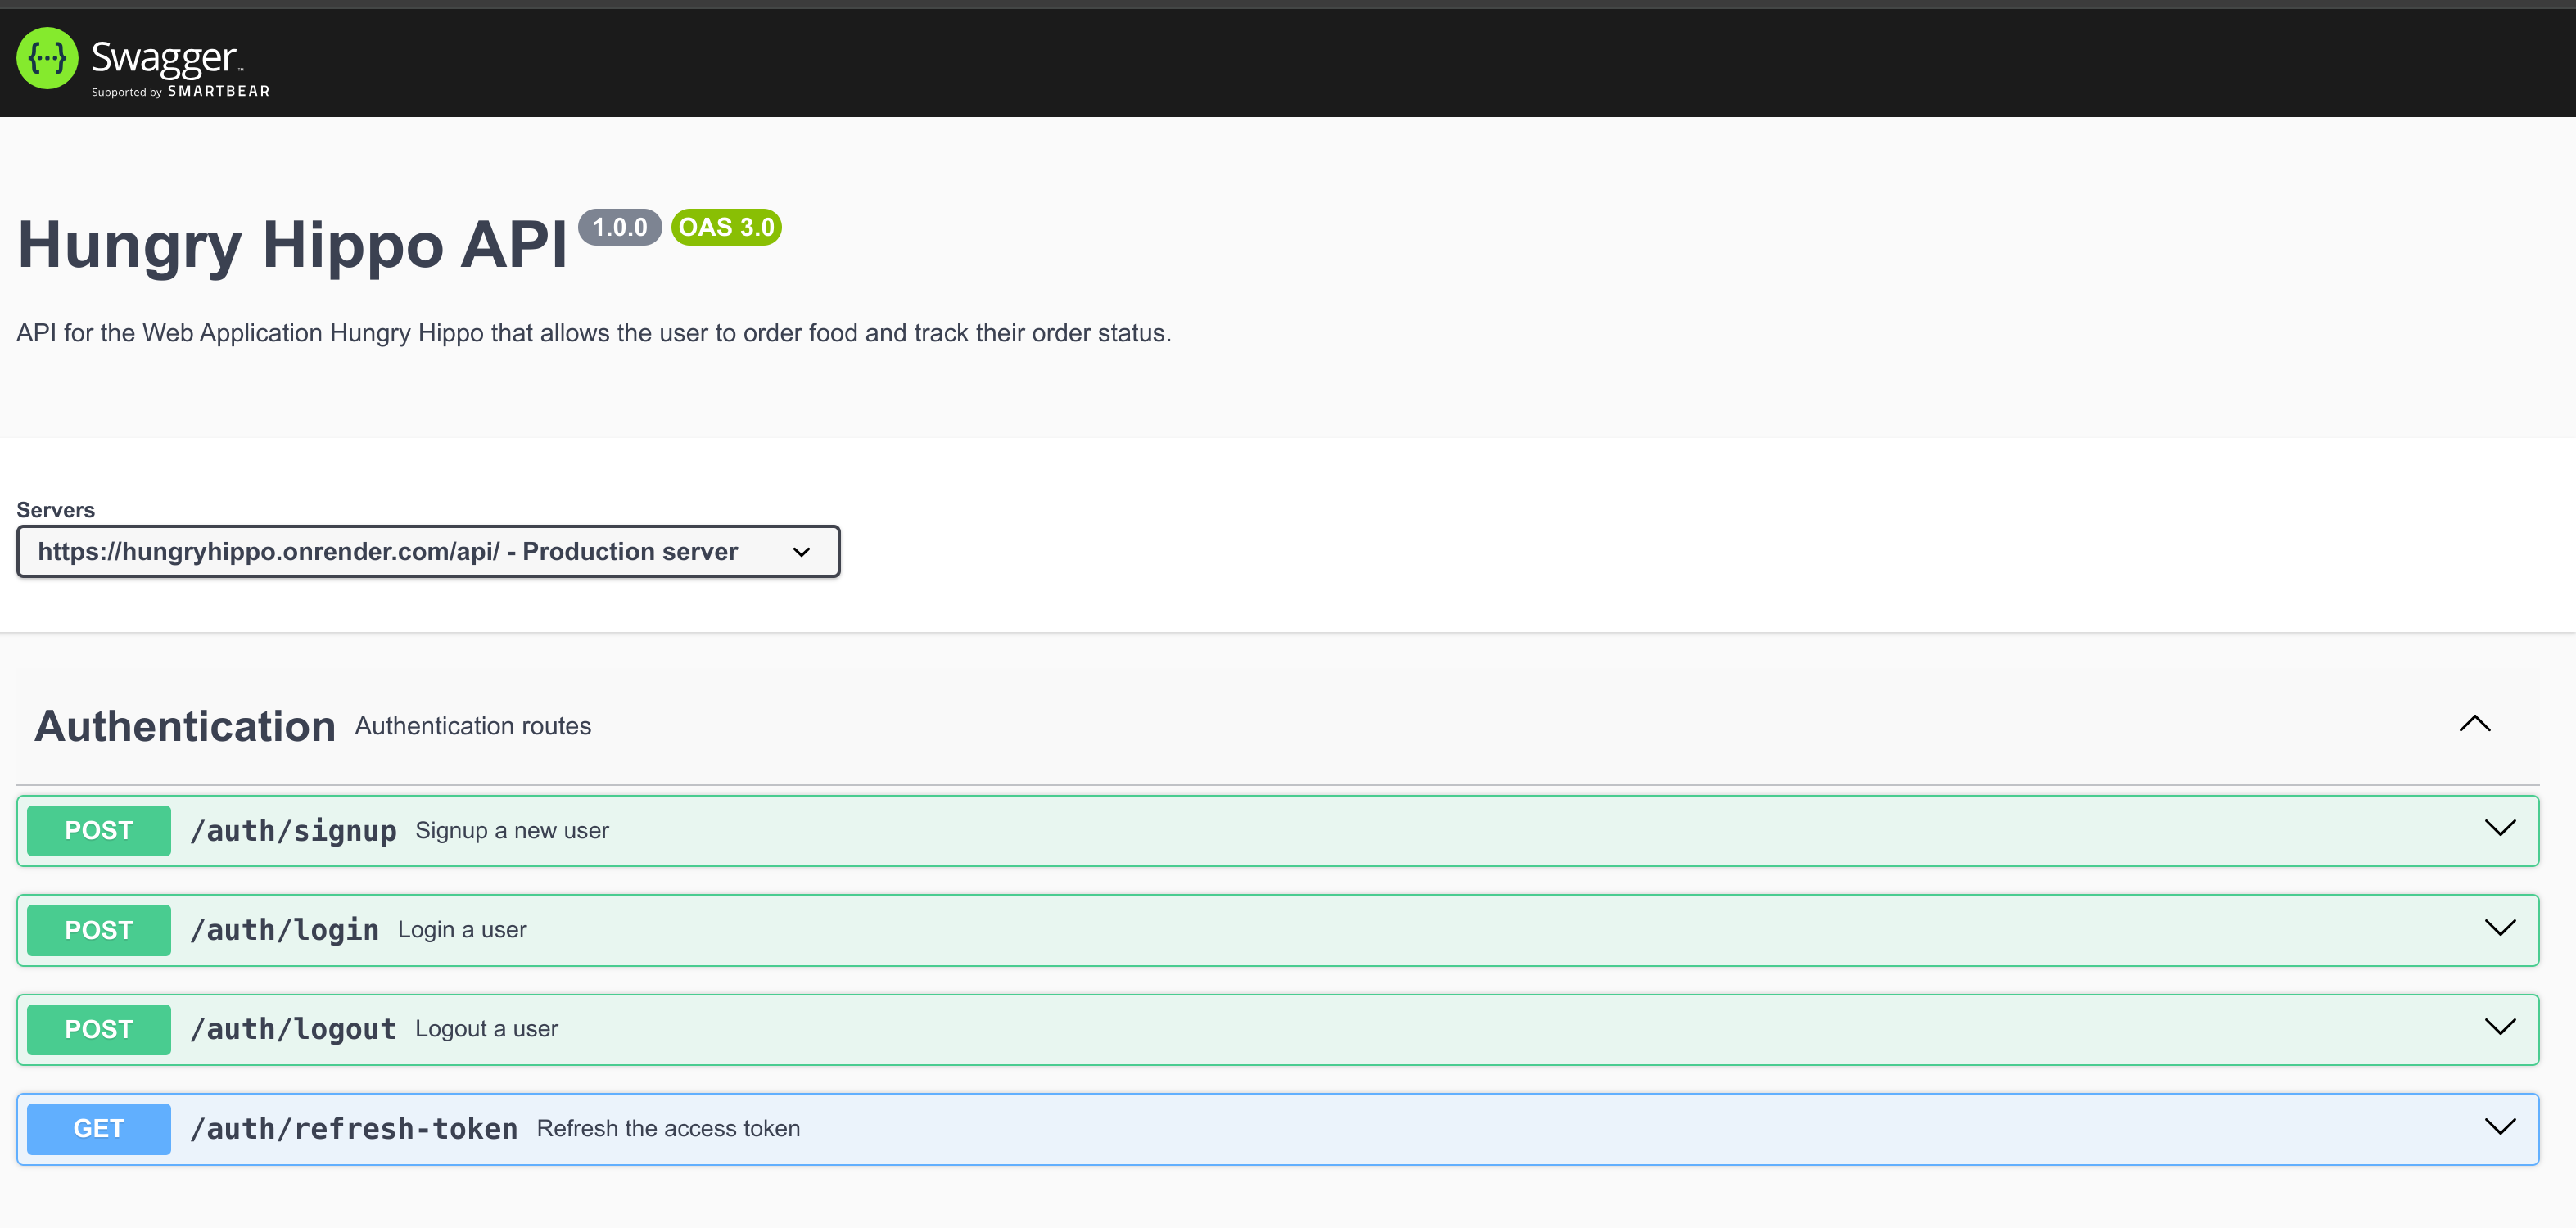 {···} Swagger™
Supported by SMARTBEAR
Hungry Hippo API 1.0.0 OAS 3.0
API for the Web Application Hungry Hippo that allows the user to order food and track their order status.
Servers
https://hungryhippo.onrender.com/api/ - Production server
Authentication Authentication routes
POST /auth/signup Signup a new user
POST /auth/login Login a user
POST /auth/logout Logout a user
GET /auth/refresh-token Refresh the access token